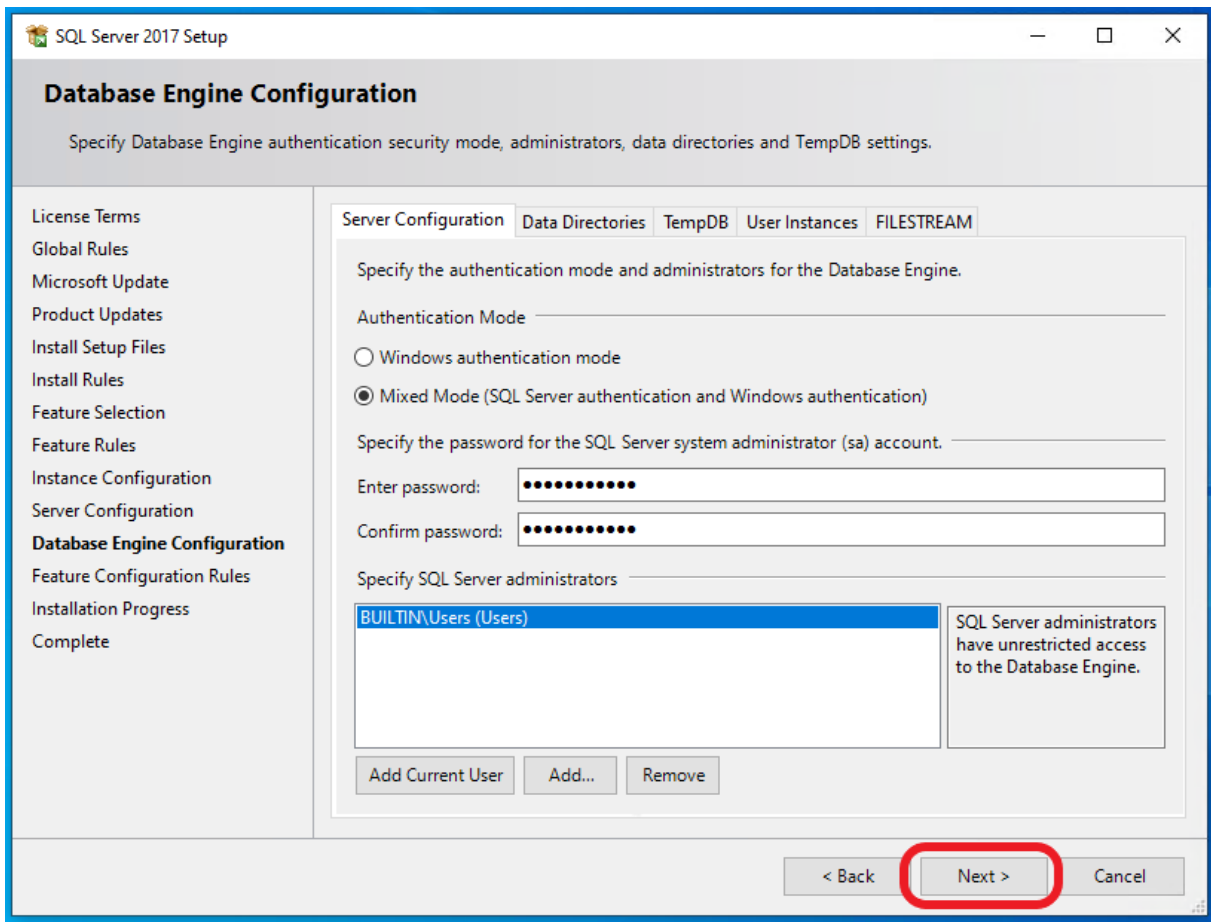 SQL Server 2017 Setup
Database Engine Configuration
Specify Database Engine authentication security mode, administrators, data directories and TempDB settings.
License Terms
Global Rules
Microsoft Update
Product Updates
Install Setup Files
Install Rules
Feature Selection
Feature Rules
Instance Configuration
Server Configuration
Database Engine Configuration
Feature Configuration Rules
Installation Progress
Complete
Server Configuration Data Directories TempDB User Instances FILESTREAM
Specify the authentication mode and administrators for the Database Engine.
Authentication Mode
Windows authentication mode
Mixed Mode (SQL Server authentication and Windows authentication)
Specify the password for the SQL Server system administrator (sa) account.
Enter password: ●●●●●●●●●●●
Confirm password: ●●●●●●●●●●●
Specify SQL Server administrators
BUILTIN\Users (Users)
SQL Server administrators
have unrestricted access
to the Database Engine.
Add Current User Add... Remove
< Back Next > Cancel